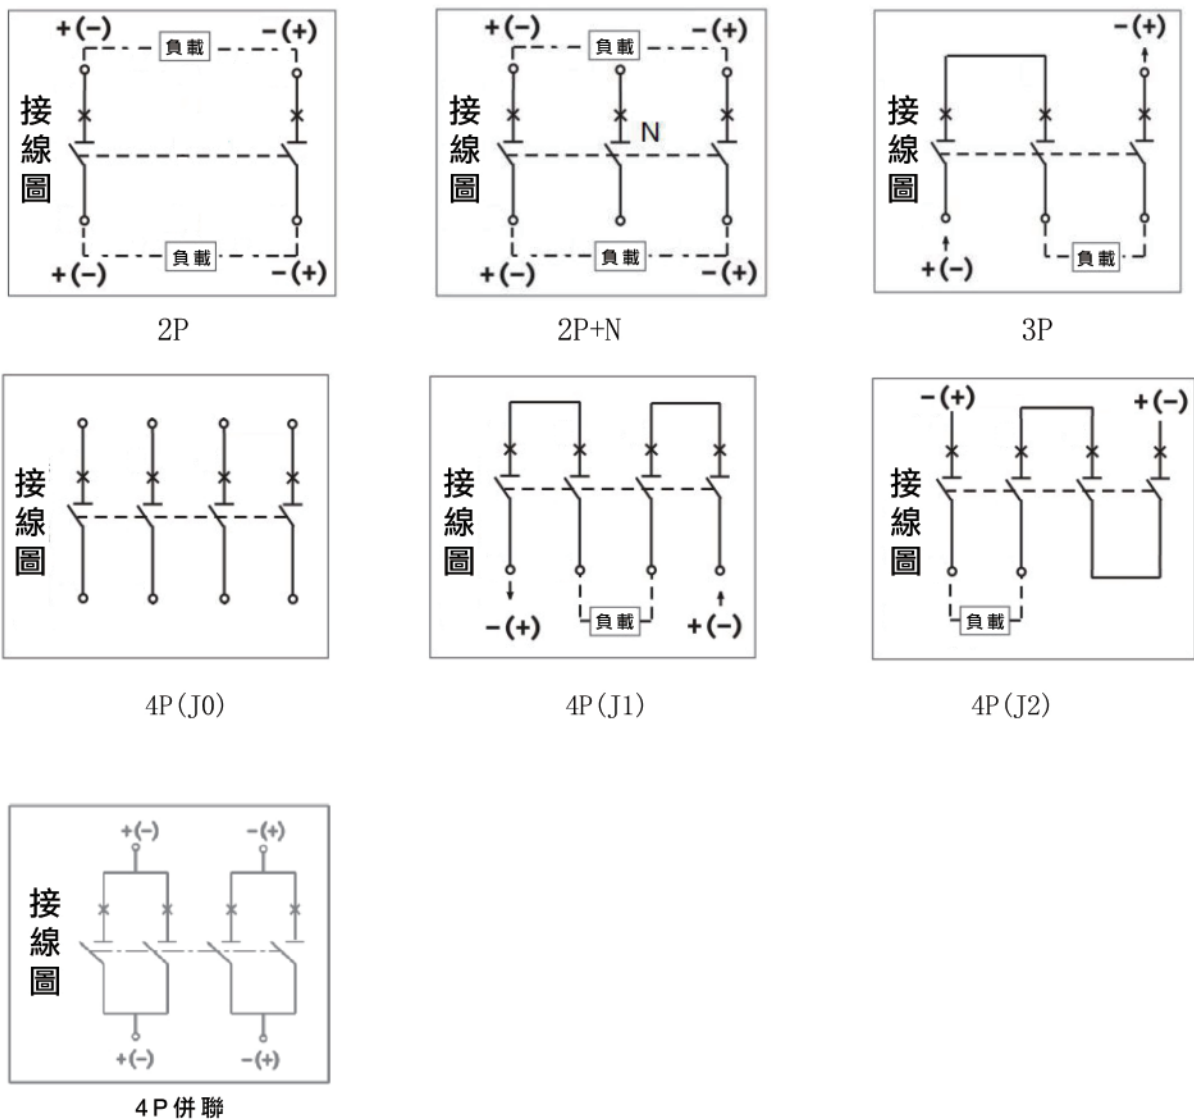 +(-) 負載 -(+)
接線圖
+(-) 負載 -(+)
2P
+(-) 負載 -(+)
接線圖
N
+(-) 負載 -(+)
2P+N
-(+)
接線圖
+(-) 負載
3P
接線圖
4P(J0)
接線圖
-(+) 負載 +(-)
4P(J1)
-(+) +(-)
接線圖
負載
4P(J2)
+(-) -(+)
接線圖
+(-) -(+)
4P併聯